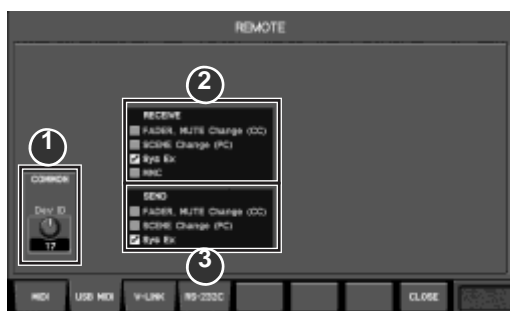 REMOTE
2
RECEIVE
FADER, MUTE Change (CC)
SCENE Change (PC)
Sys Ex
MMC
1
COMMON
Dev ID
17
SEND
FADER, MUTE Change (CC)
SCENE Change (PC)
Sys Ex
3
MIDI USB MIDI V-LINK RS-232C CLOSE